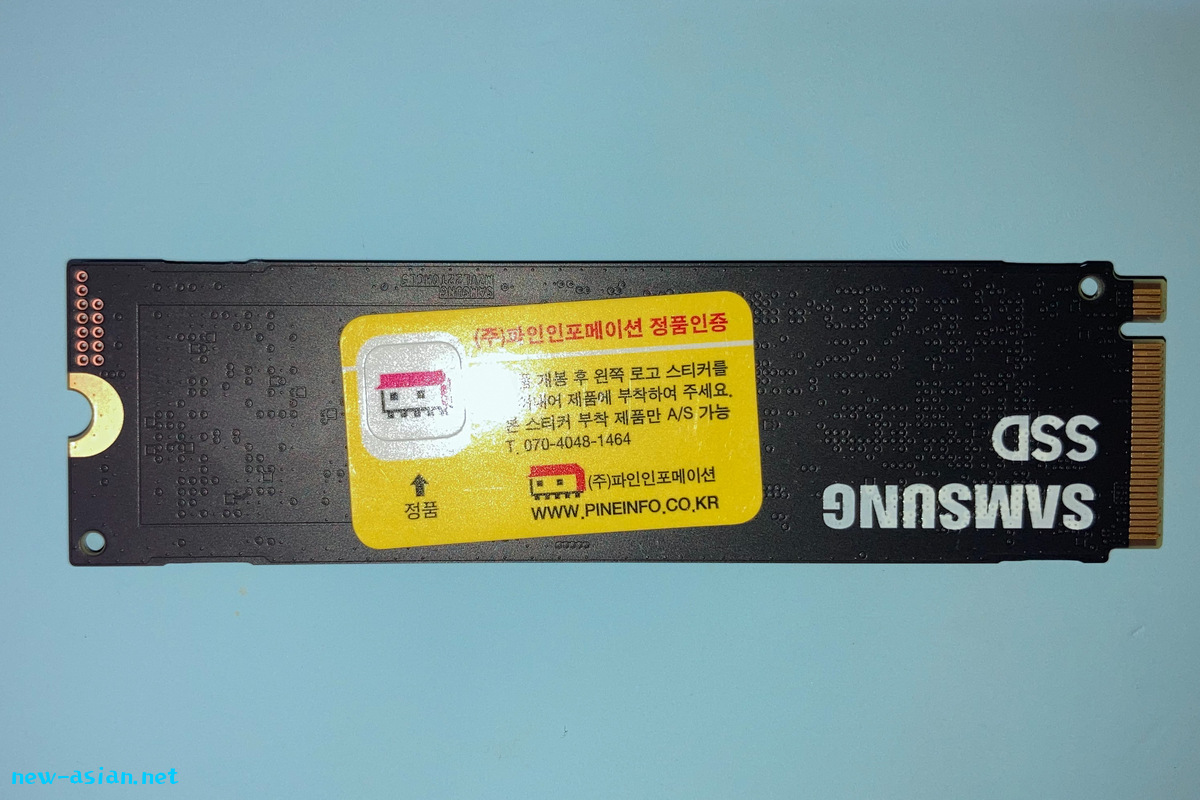 (주)파인인포메이션 정품인증
개봉 후 왼쪽 로고 스티커를
제품에 부착하여 주세요.
스티커 부착 제품만 A/S 가능
T. 070-4048-1464
정품
(주)파인인포메이션
WWW.PINEINFO.CO.KR
SAMSUNG
SSD
new-asian.net